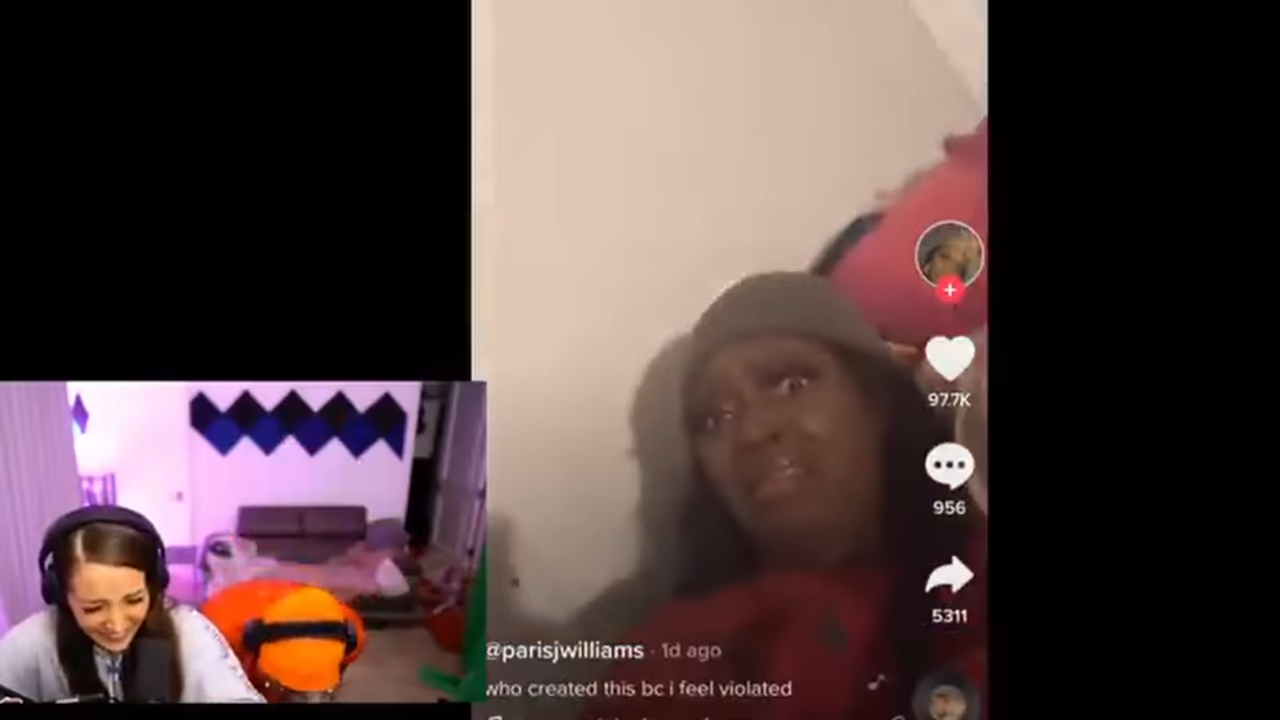 97.7K
956
5311
@parisjwilliams · 1d ago
who created this bc i feel violated